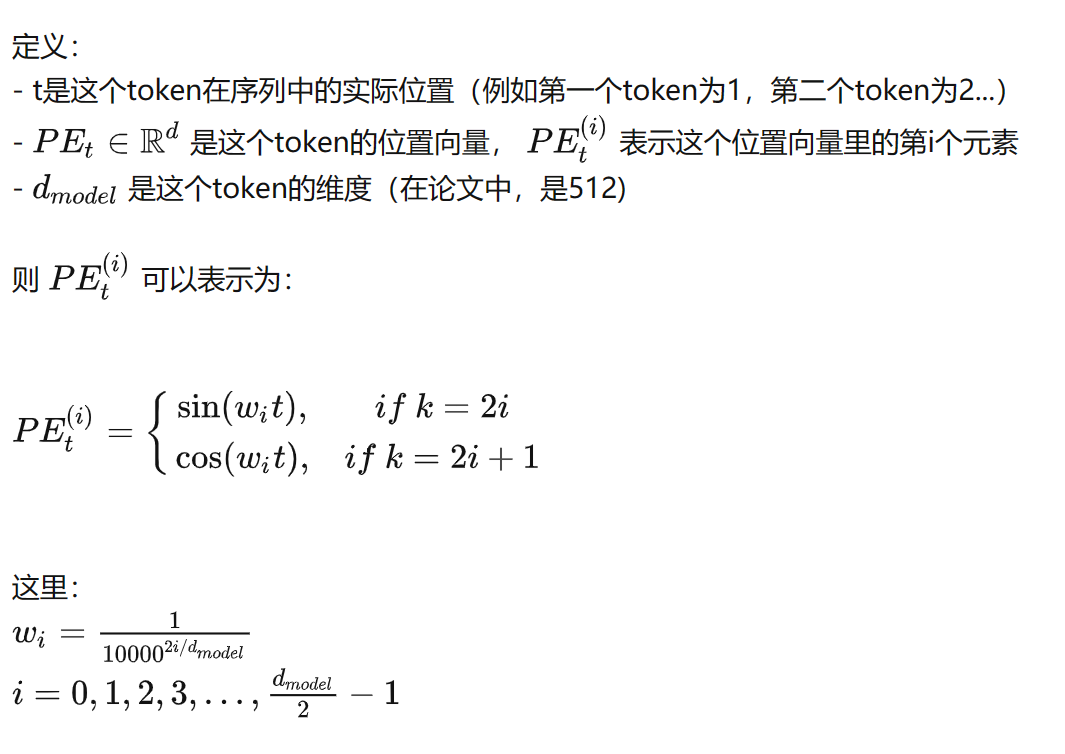 定义：
- t是这个token在序列中的实际位置（例如第一个token为1，第二个token为2...）
- $PE_t \in \mathbb{R}^d$ 是这个token的位置向量， $PE_t^{(i)}$ 表示这个位置向量里的第i个元素
- $d_{model}$ 是这个token的维度（在论文中，是512)
则 $PE_t^{(i)}$ 可以表示为：
$PE_t^{(i)} = \begin{cases} \sin(w_i t), & if\ k = 2i \\ \cos(w_i t), & if\ k = 2i + 1 \end{cases}$
这里：
$w_i = \frac{1}{10000^{2i/d_{model}}}$
$i = 0, 1, 2, 3, \ldots, \frac{d_{model}}{2} - 1$